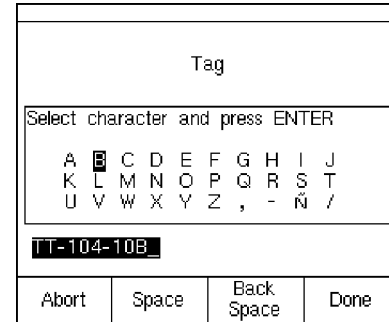 Tag
Select character and press ENTER
A B C D E F G H I J
K L M N O P Q R S T
U V W X Y Z , - Ñ /
TT-104-10B_
Abort Space Back Space Done